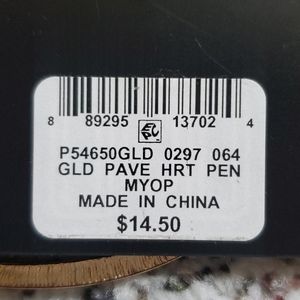 8 89295 13702 4
P54650GLD 0297 064
GLD PAVE HRT PEN
MYOP
MADE IN CHINA
$14.50